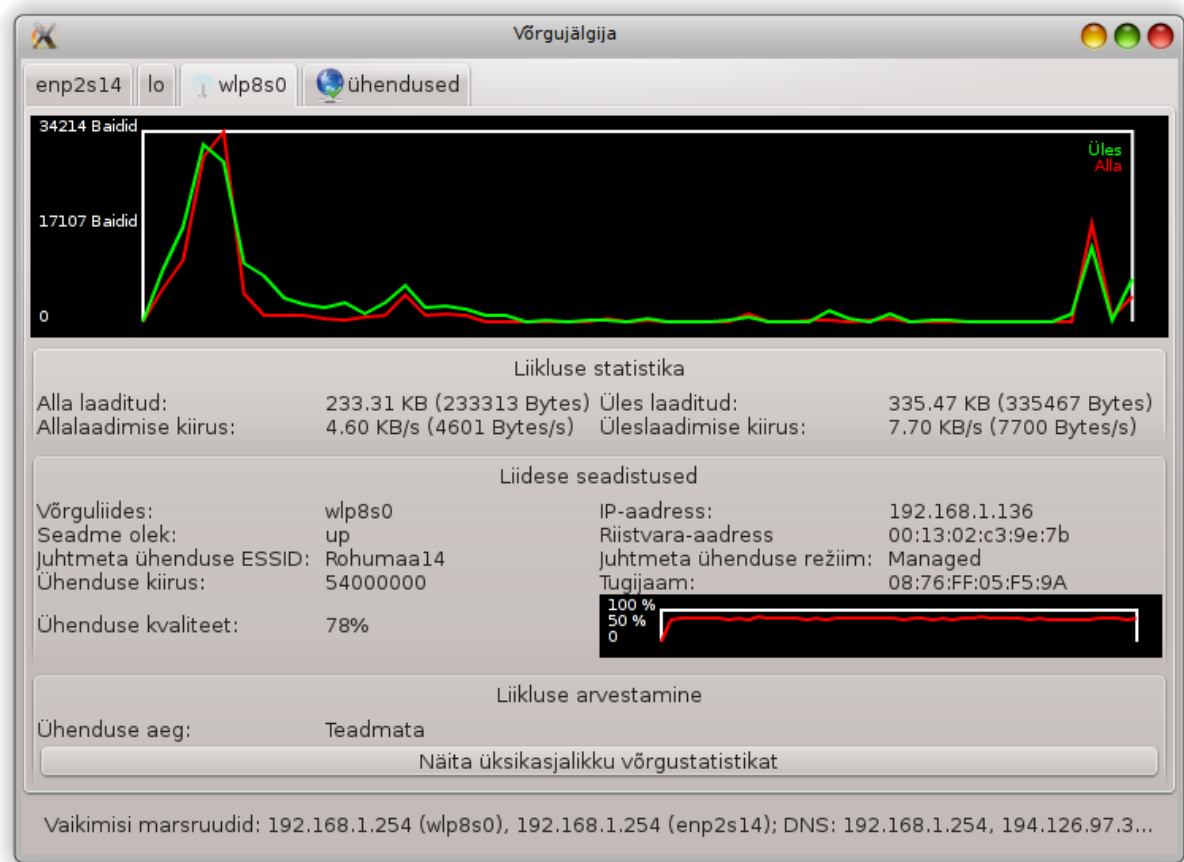 Võrgujälgija
enp2s14 lo wlp8s0 ühendused
34214 Baidid
Üles
Alla
17107 Baidid
0
Liikluse statistika
Alla laaditud: 233.31 KB (233313 Bytes) Üles laaditud: 335.47 KB (335467 Bytes)
Allalaadimise kiirus: 4.60 KB/s (4601 Bytes/s) Üleslaadimise kiirus: 7.70 KB/s (7700 Bytes/s)
Liidese seadistused
Võrguliides: wlp8s0 IP-aadress: 192.168.1.136
Seadme olek: up Riistvara-aadress 00:13:02:c3:9e:7b
Juhtmeta ühenduse ESSID: Rohumaa14 Juhtmeta ühenduse režiim: Managed
Ühenduse kiirus: 54000000 Tugijaam: 08:76:FF:05:F5:9A
100 %
50 %
0
Ühenduse kvaliteet: 78%
Liikluse arvestamine
Ühenduse aeg: Teadmata
Näita üksikasjalikku võrgustatistikat
Vaikimisi marsruudid: 192.168.1.254 (wlp8s0), 192.168.1.254 (enp2s14); DNS: 192.168.1.254, 194.126.97.3...